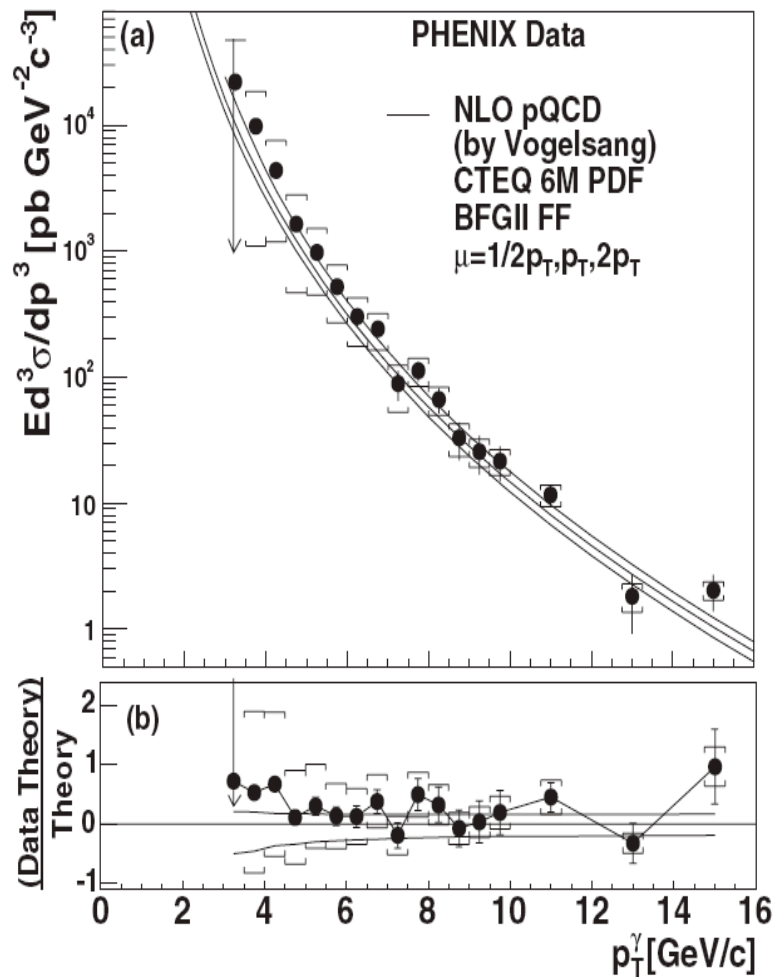 (a)
PHENIX Data
NLO pQCD
(by Vogelsang)
CTEQ 6M PDF
BFGII FF
μ=1/2p_T,p_T,2p_T
Ed³σ/dp³ [pb GeV⁻²c⁻³]
10⁴
10³
10²
10
1
(b)
(Data Theory)
Theory
2
1
0
-1
0 2 4 6 8 10 12 14 16
p_T^γ[GeV/c]